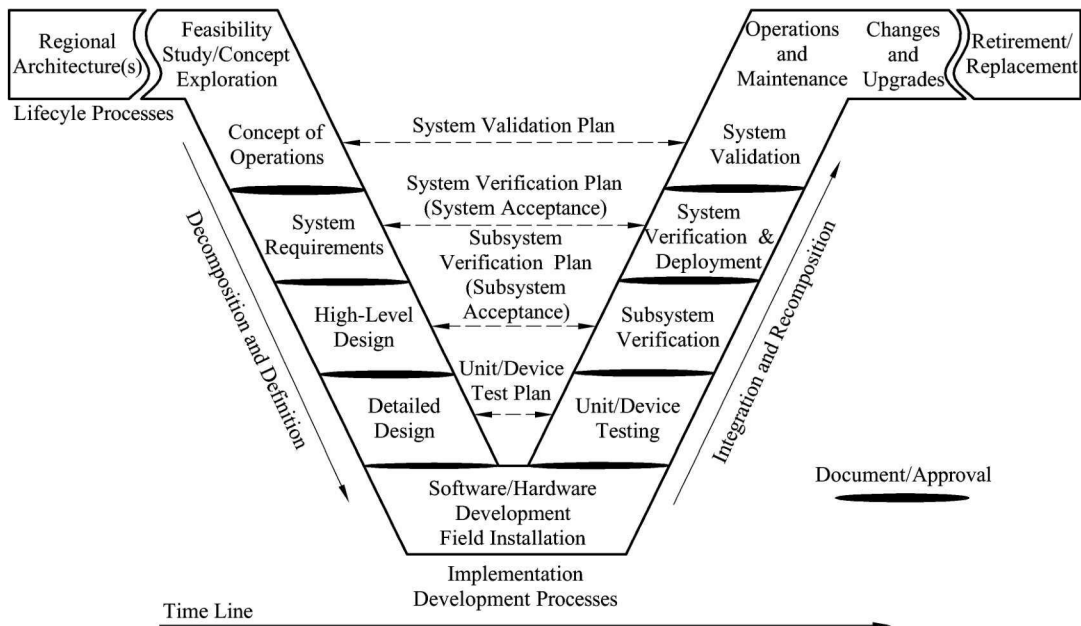 Regional
Architecture(s)
Feasibility
Study/Concept
Exploration
Operations
and
Maintenance
Changes
and
Upgrades
Retirement/
Replacement
Lifecyle Processes
Concept of
Operations
System Validation Plan
System
Validation
System
Requirements
System Verification Plan
(System Acceptance)
System
Verification &
Deployment
Subsystem
Verification Plan
(Subsystem
Acceptance)
High-Level
Design
Subsystem
Verification
Unit/Device
Test Plan
Detailed
Design
Unit/Device
Testing
Decomposition and Definition
Integration and Recomposition
Software/Hardware
Development
Field Installation
Document/Approval
Implementation
Development Processes
Time Line